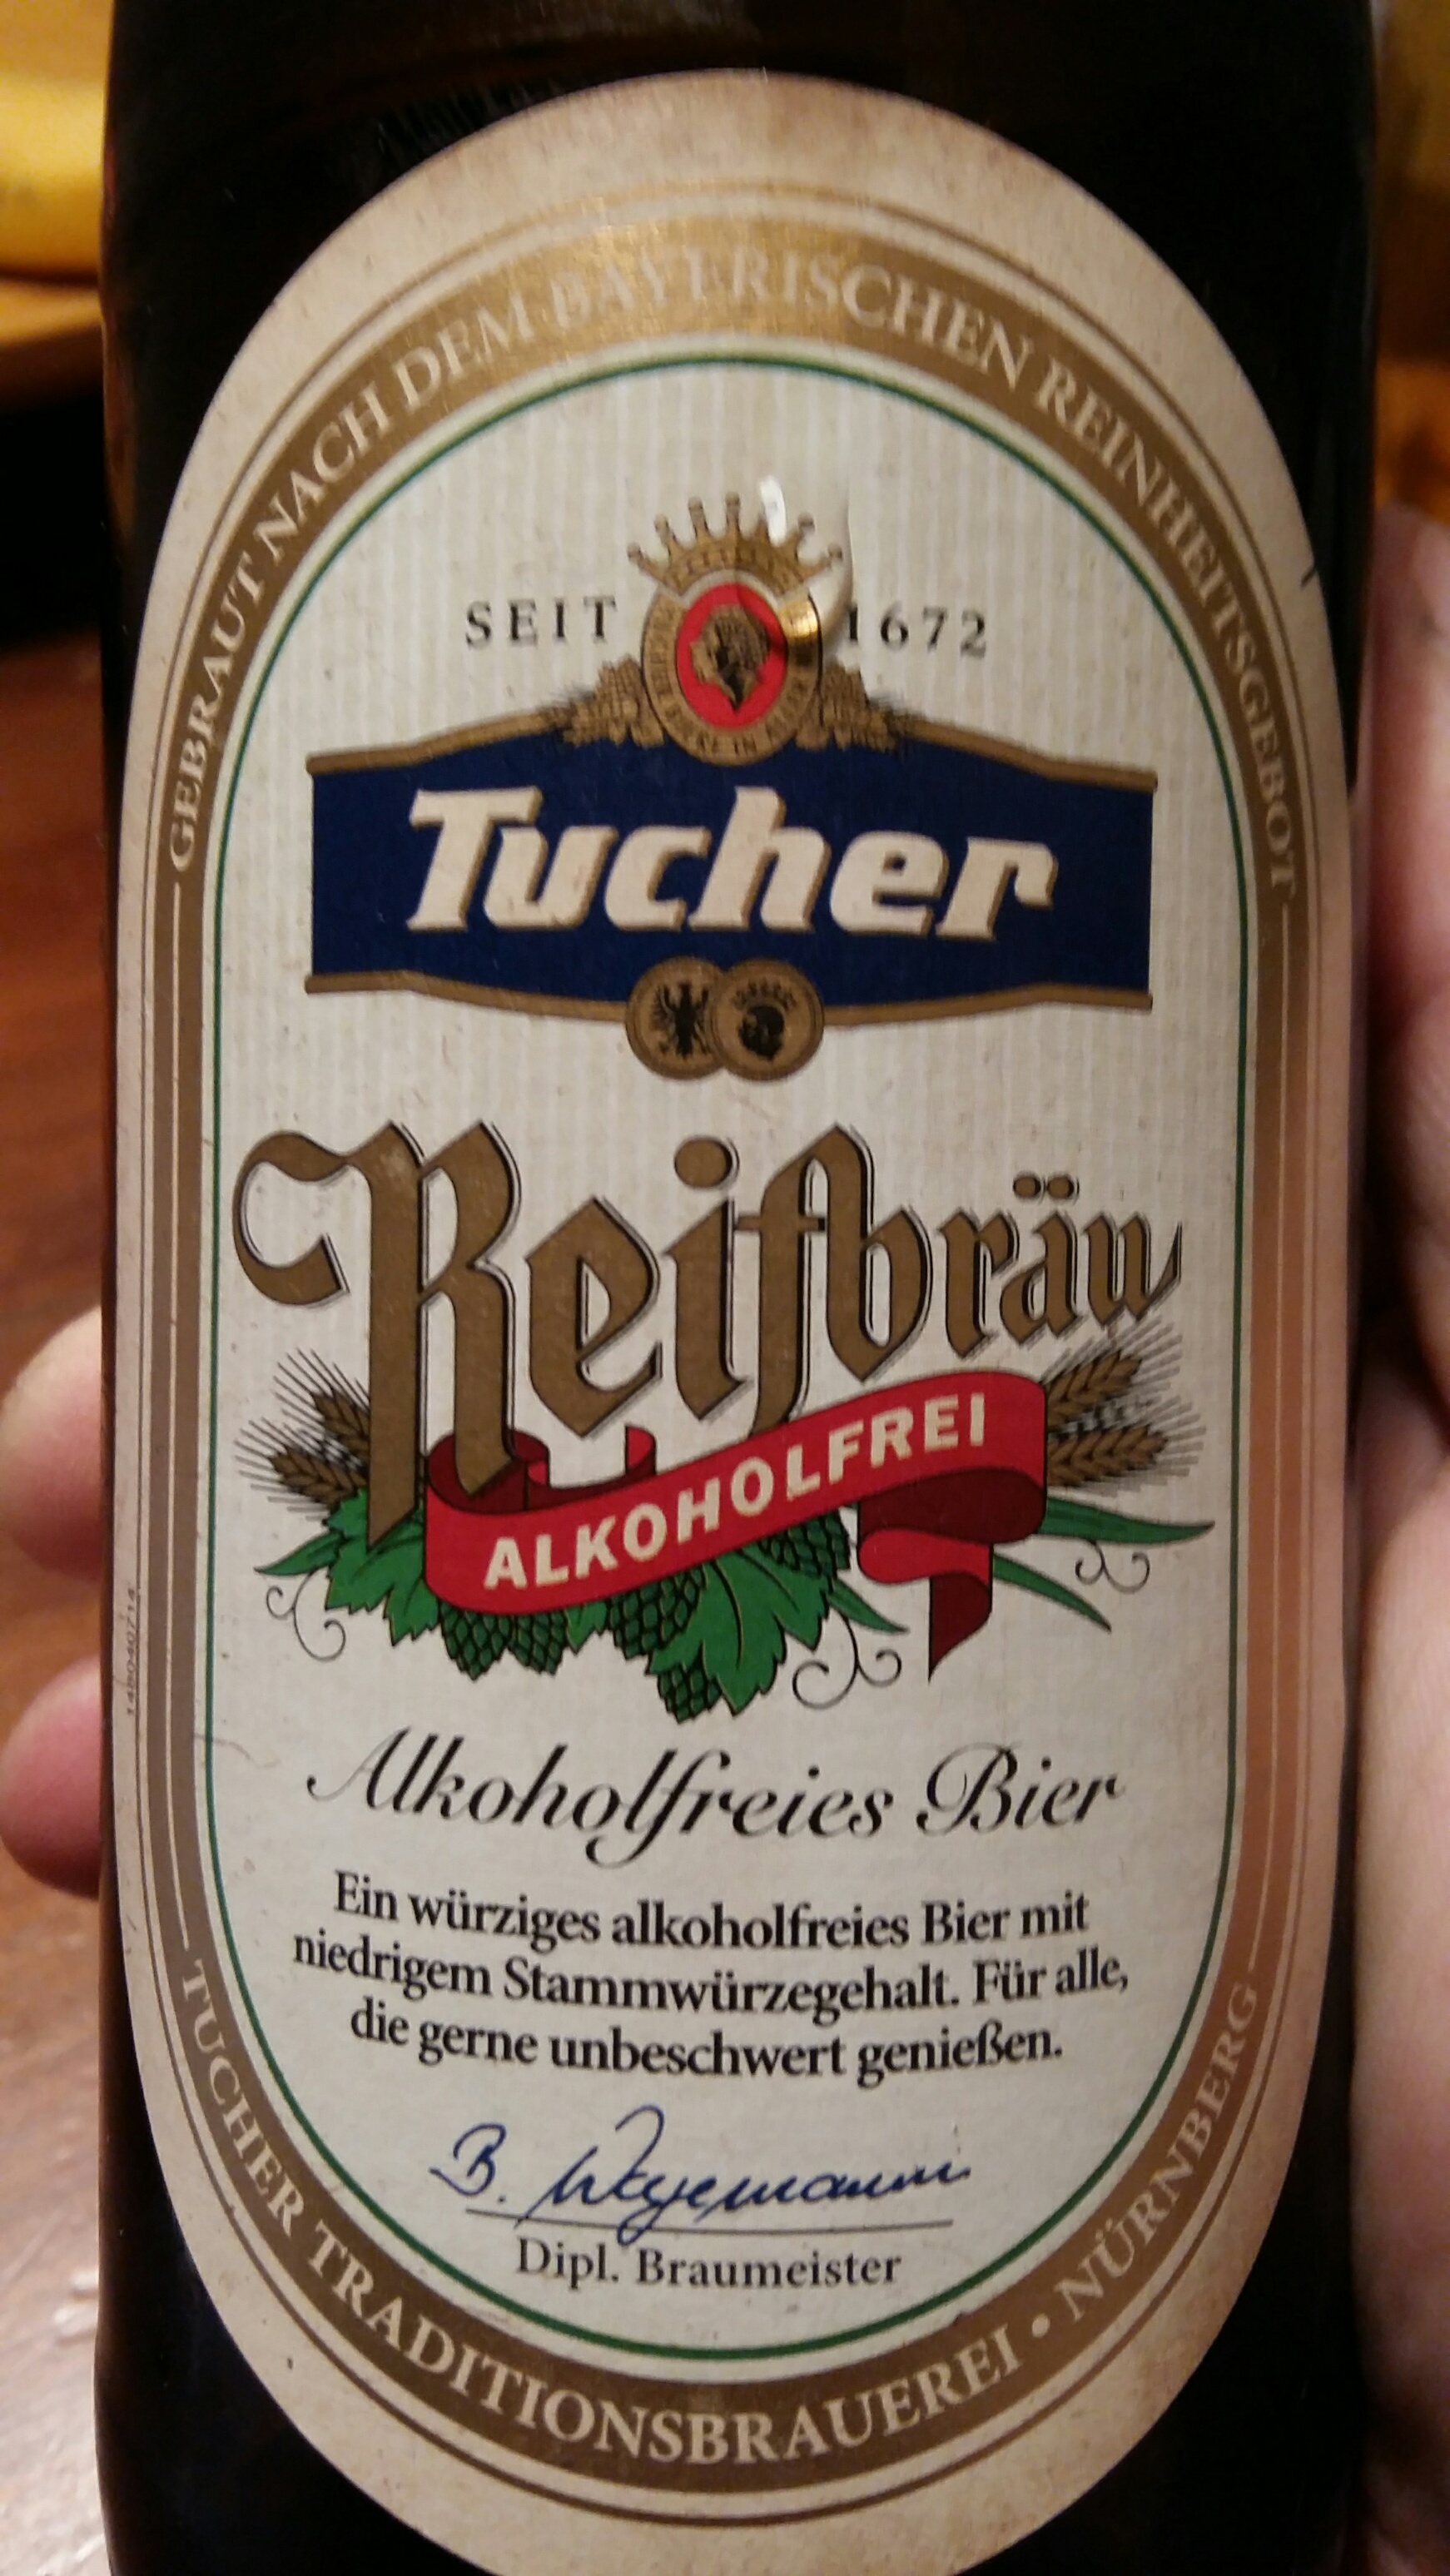 GEBRAUT NACH DEM BAYERISCHEN REINHEITSGEBOT
SEIT 1672
Tucher
Reifbräu
ALKOHOLFREI
Alkoholfreies Bier
Ein würziges alkoholfreies Bier mit
niedrigem Stammwürzegehalt. Für alle,
die gerne unbeschwert genießen.
B. Wegemann
Dipl. Braumeister
TUCHER TRADITIONSBRAUEREI • NÜRNBERG